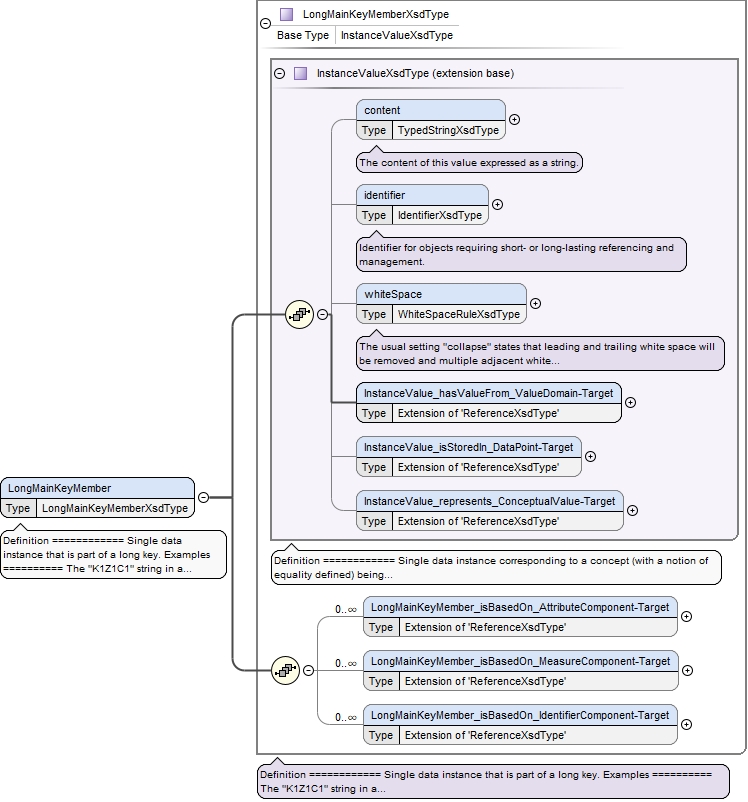 LongMainKeyMemberXsdType
Base Type InstanceValueXsdType
InstanceValueXsdType (extension base)
content
Type TypedStringXsdType
The content of this value expressed as a string.
identifier
Type IdentifierXsdType
Identifier for objects requiring short- or long-lasting referencing and
management.
whiteSpace
Type WhiteSpaceRuleXsdType
The usual setting "collapse" states that leading and trailing white space will
be removed and multiple adjacent white...
InstanceValue_hasValueFrom_ValueDomain-Target
Type Extension of 'ReferenceXsdType'
InstanceValue_isStoredIn_DataPoint-Target
Type Extension of 'ReferenceXsdType'
InstanceValue_represents_ConceptualValue-Target
Type Extension of 'ReferenceXsdType'
LongMainKeyMember
Type LongMainKeyMemberXsdType
Definition ============ Single data
instance that is part of a long key. Examples
========== The "K1Z1C1" string in a...
Definition ============ Single data instance corresponding to a concept (with a notion of
equality defined) being...
0..∞
LongMainKeyMember_isBasedOn_AttributeComponent-Target
Type Extension of 'ReferenceXsdType'
0..∞
LongMainKeyMember_isBasedOn_MeasureComponent-Target
Type Extension of 'ReferenceXsdType'
0..∞
LongMainKeyMember_isBasedOn_IdentifierComponent-Target
Type Extension of 'ReferenceXsdType'
Definition ============ Single data instance that is part of a long key. Examples ==========
The "K1Z1C1" string in a...